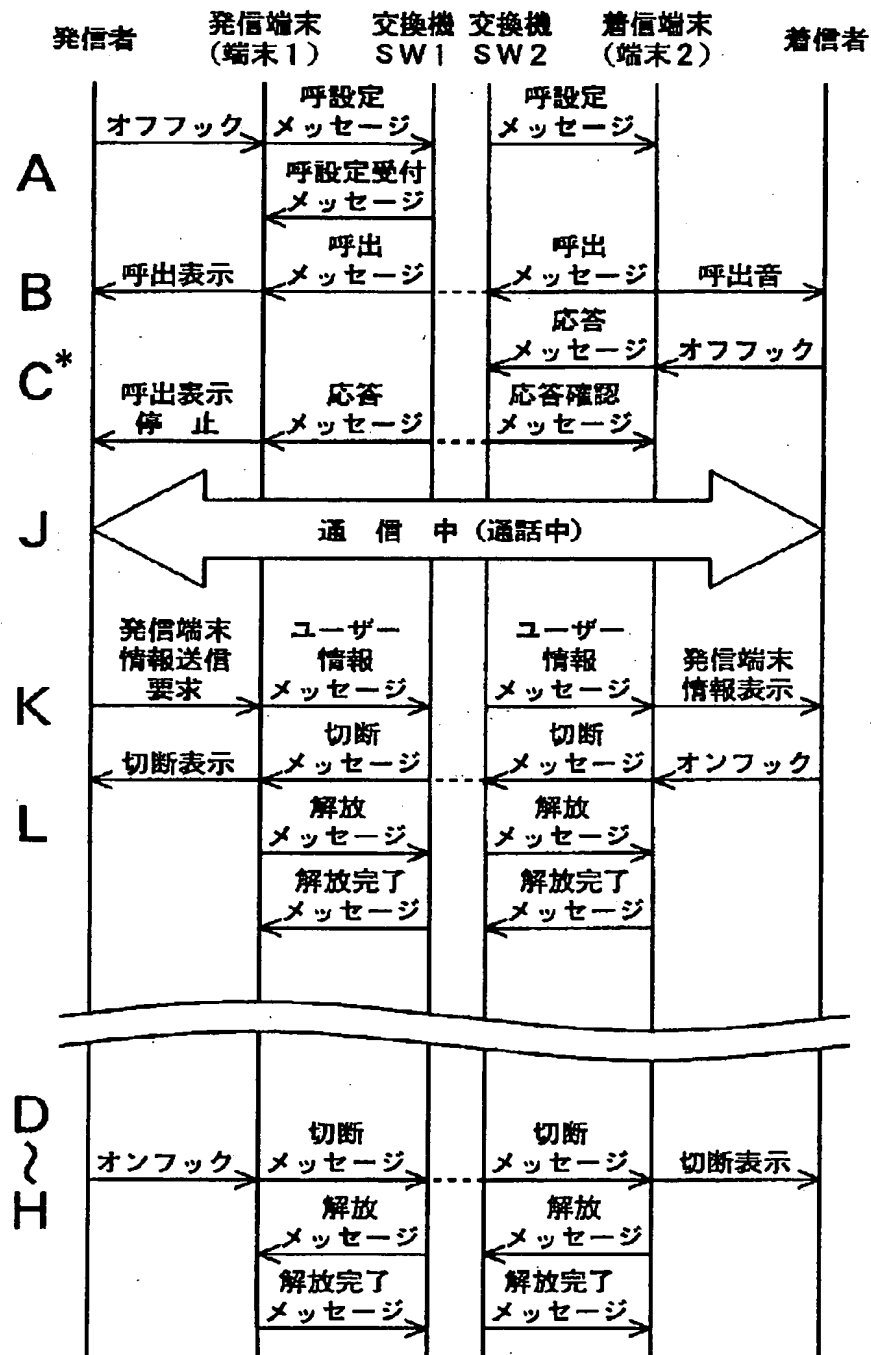 発信者
発信端末
(端末1)
交換機
SW1
交換機
SW2
着信端末
(端末2)
着信者
A
オフフック
呼設定
メッセージ
呼設定
メッセージ
呼設定受付
メッセージ
B
呼出表示
呼出
メッセージ
呼出
メッセージ
呼出音
C*
応答
メッセージ
オフフック
呼出表示
停止
応答
メッセージ
応答確認
メッセージ
J
通信中(通話中)
K
発信端末
情報送信
要求
ユーザー
情報
メッセージ
ユーザー
情報
メッセージ
発信端末
情報表示
L
切断表示
切断
メッセージ
切断
メッセージ
オンフック
解放
メッセージ
解放
メッセージ
解放完了
メッセージ
解放完了
メッセージ
D
~
H
オンフック
切断
メッセージ
切断
メッセージ
切断表示
解放
メッセージ
解放
メッセージ
解放完了
メッセージ
解放完了
メッセージ